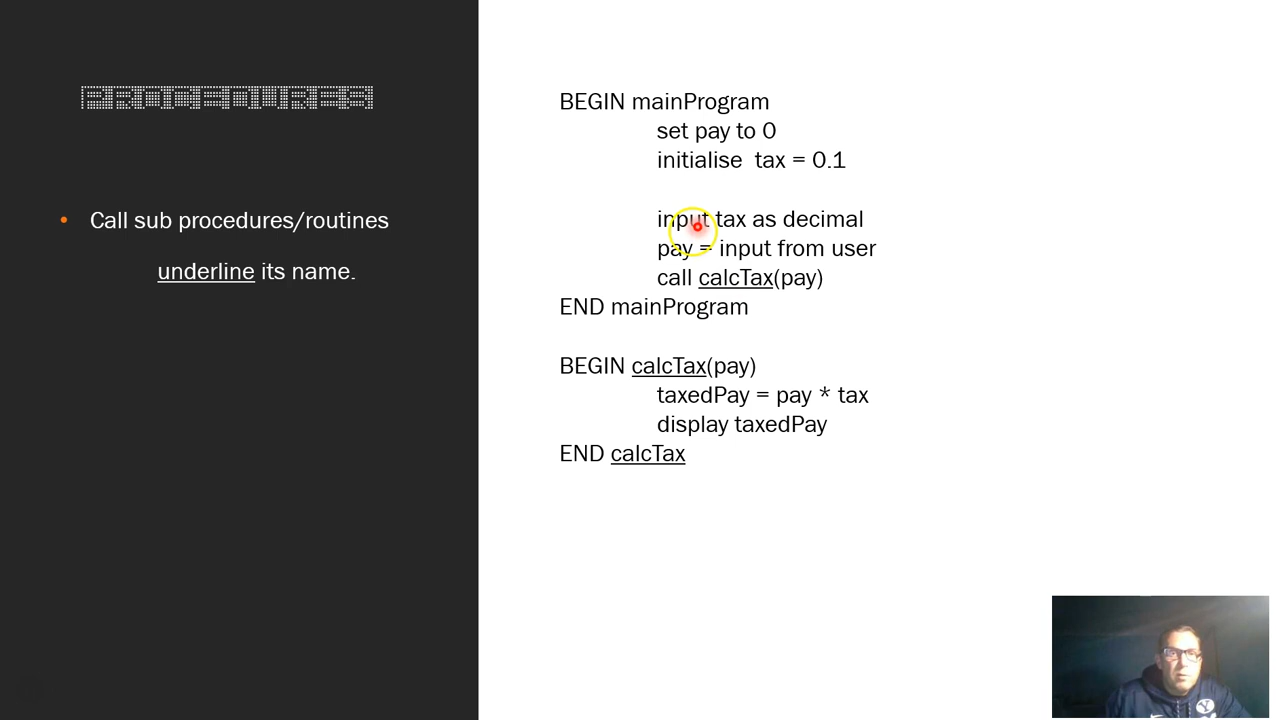 PROCEDURES
• Call sub procedures/routines
underline its name.
BEGIN mainProgram
set pay to 0
initialise tax = 0.1
input tax as decimal
pay = input from user
call calcTax(pay)
END mainProgram
BEGIN calcTax(pay)
taxedPay = pay * tax
display taxedPay
END calcTax
Y